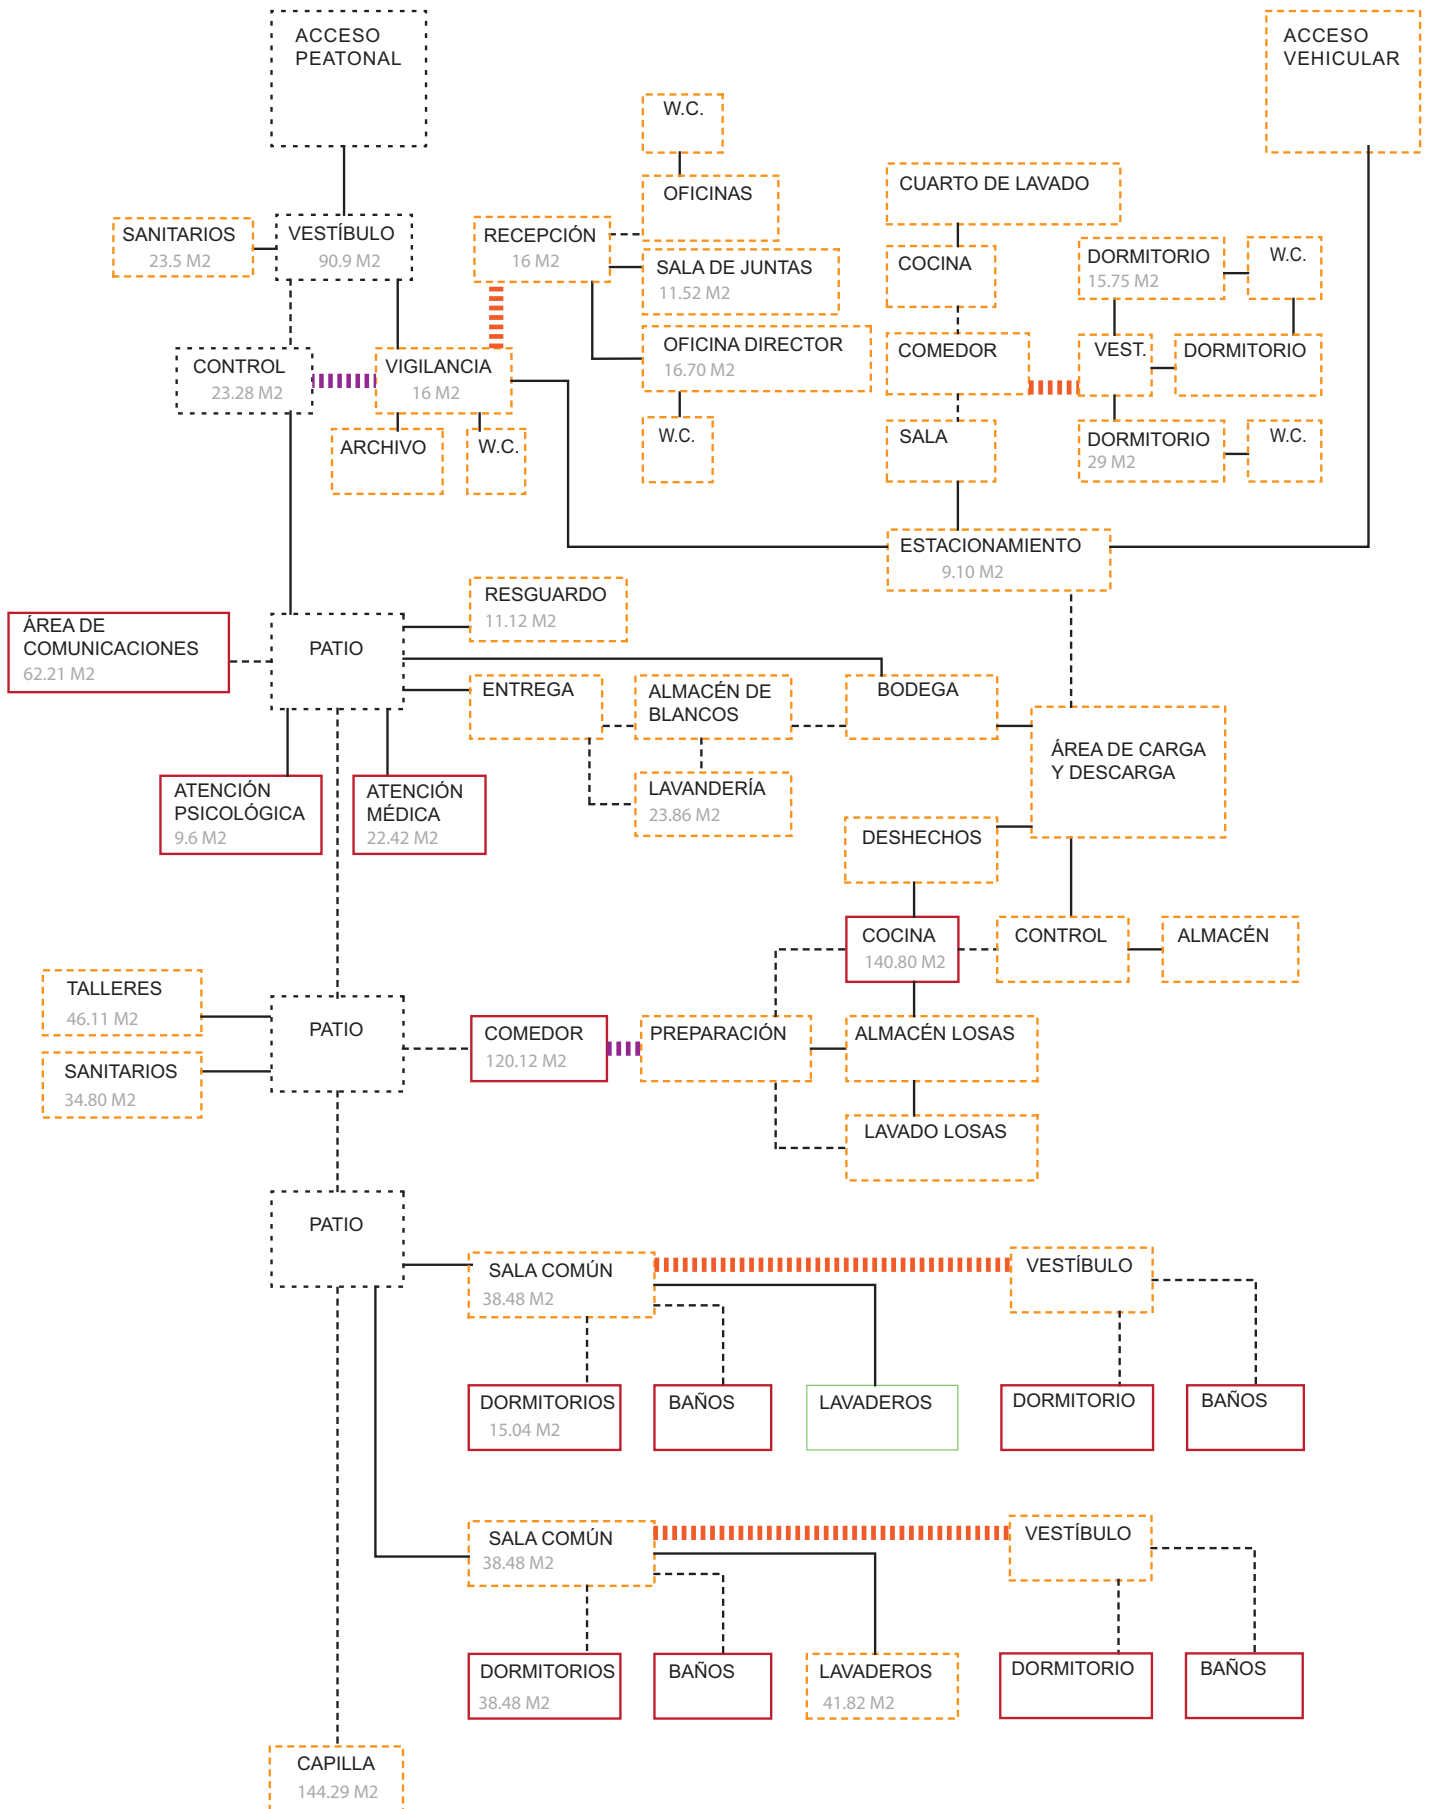 ACCESO
PEATONAL
ACCESO
VEHICULAR
W.C.
OFICINAS
CUARTO DE LAVADO
SANITARIOS
23.5 M2
VESTÍBULO
90.9 M2
RECEPCIÓN
16 M2
SALA DE JUNTAS
11.52 M2
COCINA
DORMITORIO
15.75 M2
W.C.
CONTROL
23.28 M2
VIGILANCIA
16 M2
OFICINA DIRECTOR
16.70 M2
COMEDOR
VEST.
DORMITORIO
ARCHIVO
W.C.
W.C.
SALA
DORMITORIO
29 M2
W.C.
ESTACIONAMIENTO
9.10 M2
RESGUARDO
11.12 M2
ÁREA DE
COMUNICACIONES
62.21 M2
PATIO
ENTREGA
ALMACÉN DE
BLANCOS
BODEGA
ÁREA DE CARGA
Y DESCARGA
ATENCIÓN
PSICOLÓGICA
9.6 M2
ATENCIÓN
MÉDICA
22.42 M2
LAVANDERÍA
23.86 M2
DESHECHOS
COCINA
140.80 M2
CONTROL
ALMACÉN
TALLERES
46.11 M2
PATIO
COMEDOR
120.12 M2
PREPARACIÓN
ALMACÉN LOSAS
SANITARIOS
34.80 M2
LAVADO LOSAS
PATIO
SALA COMÚN
38.48 M2
VESTÍBULO
DORMITORIOS
15.04 M2
BAÑOS
LAVADEROS
DORMITORIO
BAÑOS
SALA COMÚN
38.48 M2
VESTÍBULO
DORMITORIOS
38.48 M2
BAÑOS
LAVADEROS
41.82 M2
DORMITORIO
BAÑOS
CAPILLA
144.29 M2